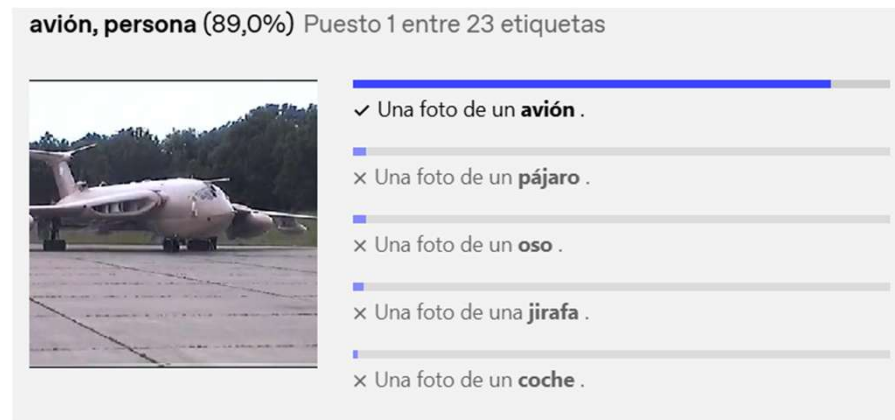 avión, persona (89,0%) Puesto 1 entre 23 etiquetas
✓ Una foto de un avión .
× Una foto de un pájaro .
× Una foto de un oso .
× Una foto de una jirafa .
× Una foto de un coche .